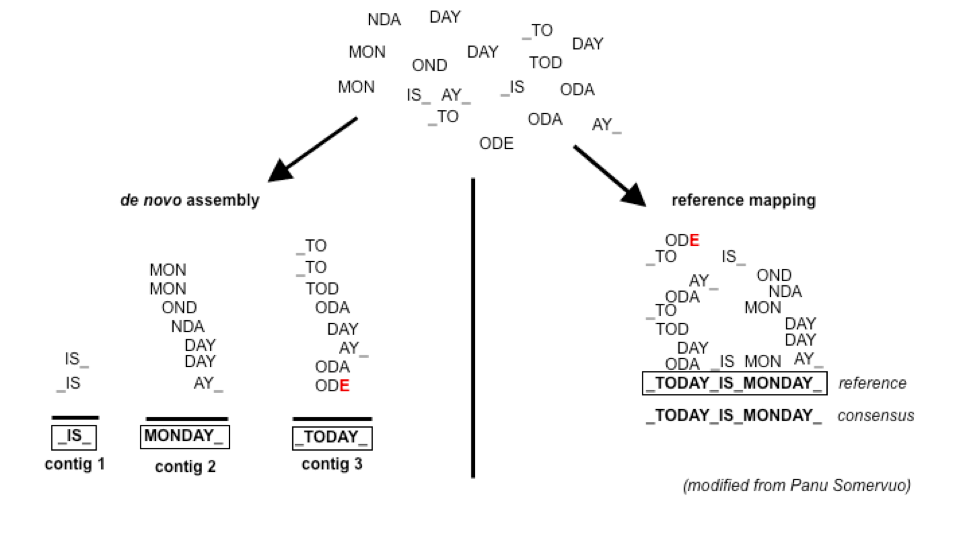 NDA DAY
_TO
DAY
MON DAY
OND TOD
MON IS_ AY_ _IS ODA
_TO ODA AY_
ODE
de novo assembly
_TO
_TO
MON
MON TOD
OND ODA
NDA DAY
DAY AY_
DAY ODA
IS_
_IS AY_ ODE
_IS_ MONDAY_ _TODAY_
contig 1 contig 2 contig 3
reference mapping
ODE
_TO IS_
AY_ OND
ODA NDA
_TO MON
TOD DAY
DAY DAY
ODA _IS MON AY_
_TODAY_IS_MONDAY_ reference
_TODAY_IS_MONDAY_ consensus
(modified from Panu Somervuo)